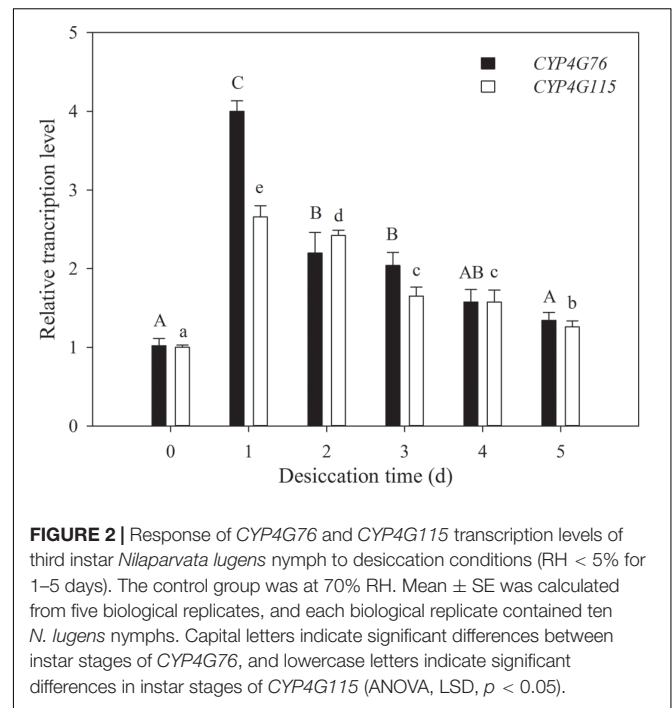 5
4
3
2
1
0
Relative trancription level
CYP4G76
CYP4G115
A
a
C
e
B
d
B
c
AB
c
A
b
0
1
2
3
4
5
Desiccation time (d)
FIGURE 2 | Response of CYP4G76 and CYP4G115 transcription levels of
third instar Nilaparvata lugens nymph to desiccation conditions (RH < 5% for
1–5 days). The control group was at 70% RH. Mean ± SE was calculated
from five biological replicates, and each biological replicate contained ten
N. lugens nymphs. Capital letters indicate significant differences between
instar stages of CYP4G76, and lowercase letters indicate significant
differences in instar stages of CYP4G115 (ANOVA, LSD, p < 0.05).